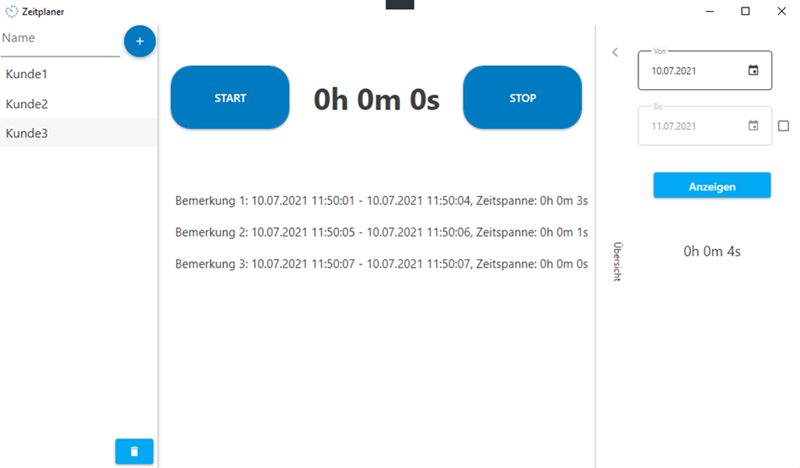 Zeitplaner
Name
+
Kunde1
Kunde2
Kunde3
START
0h 0m 0s
STOP
Bemerkung 1: 10.07.2021 11:50:01 - 10.07.2021 11:50:04, Zeitspanne: 0h 0m 3s
Bemerkung 2: 10.07.2021 11:50:05 - 10.07.2021 11:50:06, Zeitspanne: 0h 0m 1s
Bemerkung 3: 10.07.2021 11:50:07 - 10.07.2021 11:50:07, Zeitspanne: 0h 0m 0s
Übersicht
Von
10.07.2021
Bis
11.07.2021
Anzeigen
0h 0m 4s